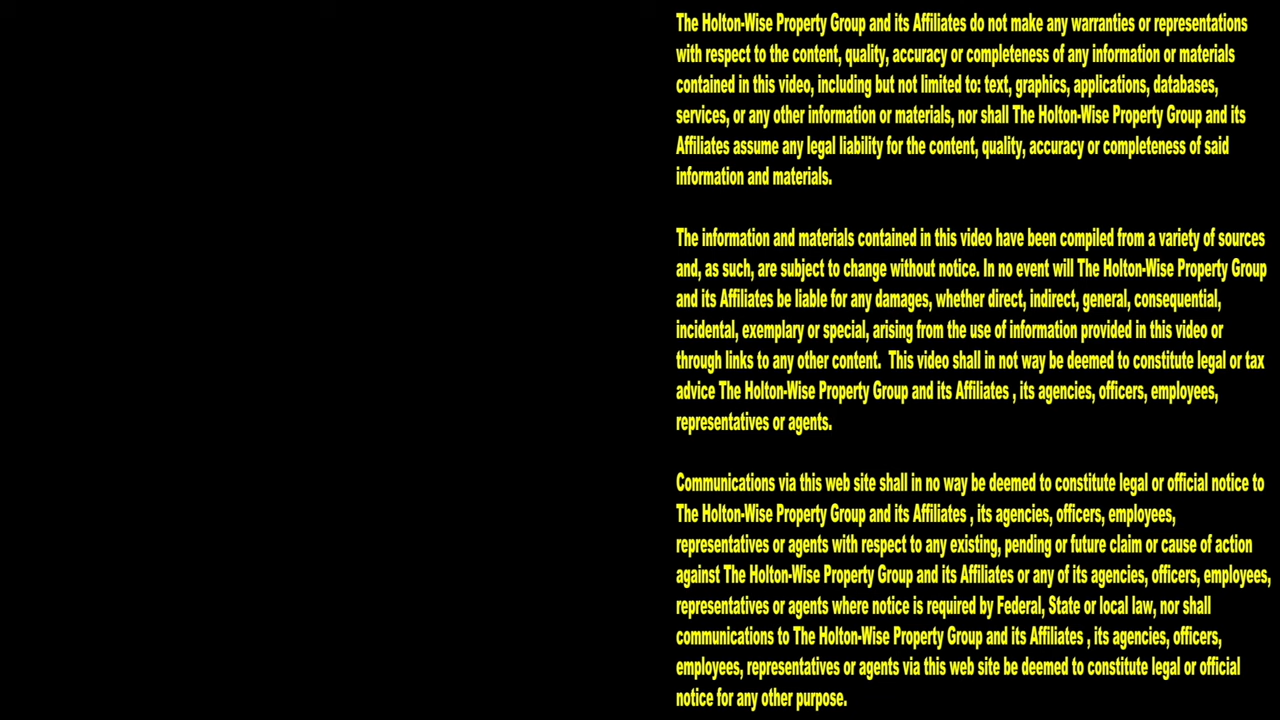 The Holton-Wise Property Group and its Affiliates do not make any warranties or representations
with respect to the content, quality, accuracy or completeness of any information or materials
contained in this video, including but not limited to: text, graphics, applications, databases,
services, or any other information or materials, nor shall The Holton-Wise Property Group and its
Affiliates assume any legal liability for the content, quality, accuracy or completeness of said
information and materials.
The information and materials contained in this video have been compiled from a variety of sources
and, as such, are subject to change without notice. In no event will The Holton-Wise Property Group
and its Affiliates be liable for any damages, whether direct, indirect, general, consequential,
incidental, exemplary or special, arising from the use of information provided in this video or
through links to any other content.  This video shall in not way be deemed to constitute legal or tax
advice The Holton-Wise Property Group and its Affiliates , its agencies, officers, employees,
representatives or agents.
Communications via this web site shall in no way be deemed to constitute legal or official notice to
The Holton-Wise Property Group and its Affiliates , its agencies, officers, employees,
representatives or agents with respect to any existing, pending or future claim or cause of action
against The Holton-Wise Property Group and its Affiliates or any of its agencies, officers, employees,
representatives or agents where notice is required by Federal, State or local law, nor shall
communications to The Holton-Wise Property Group and its Affiliates , its agencies, officers,
employees, representatives or agents via this web site be deemed to constitute legal or official
notice for any other purpose.